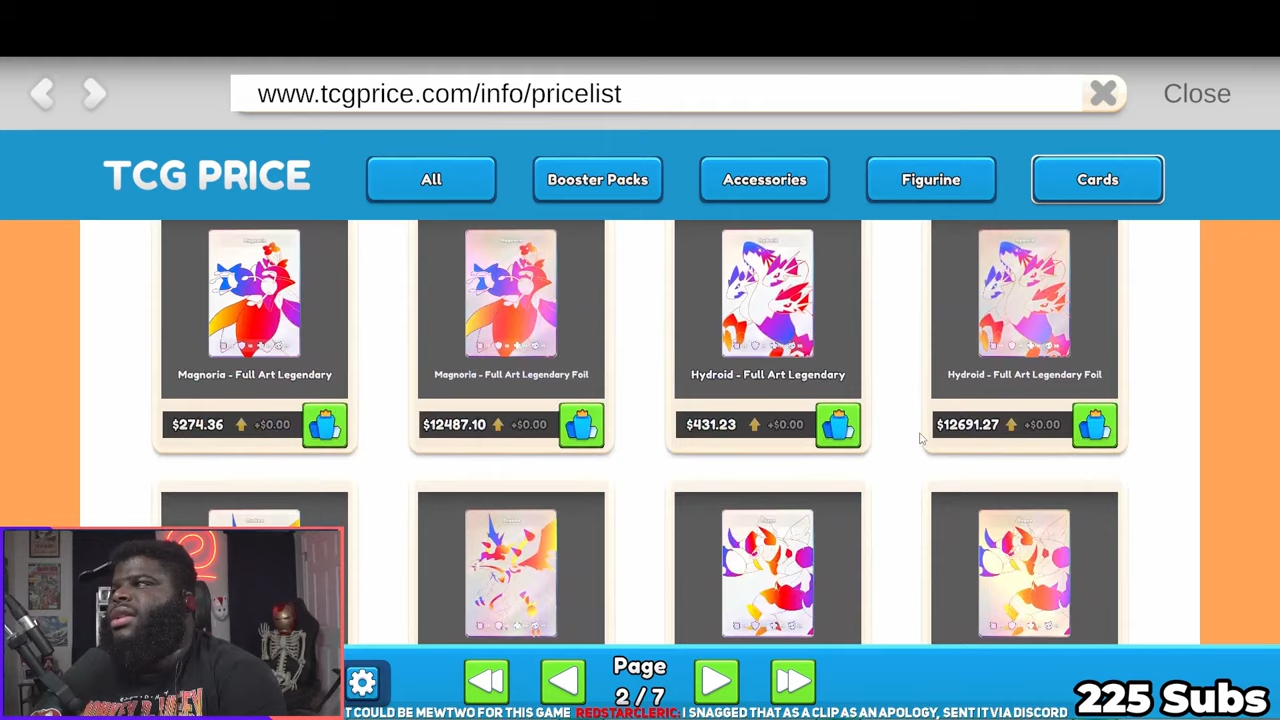 www.tcgprice.com/info/pricelist
Close
TCG PRICE
All
Booster Packs
Accessories
Figurine
Cards
Magnoria - Full Art Legendary
Magnoria - Full Art Legendary Foil
Hydroid - Full Art Legendary
Hydroid - Full Art Legendary Foil
$274.36 +$0.00
$12487.10 +$0.00
$431.23 +$0.00
$12691.27 +$0.00
Page
2 / 7
225 Subs
T COULD BE MEWTWO FOR THIS GAME REDSTARCLERIC: I SNAGGED THAT AS A CLIP AS AN APOLOGY, SENT IT VIA DISCORD